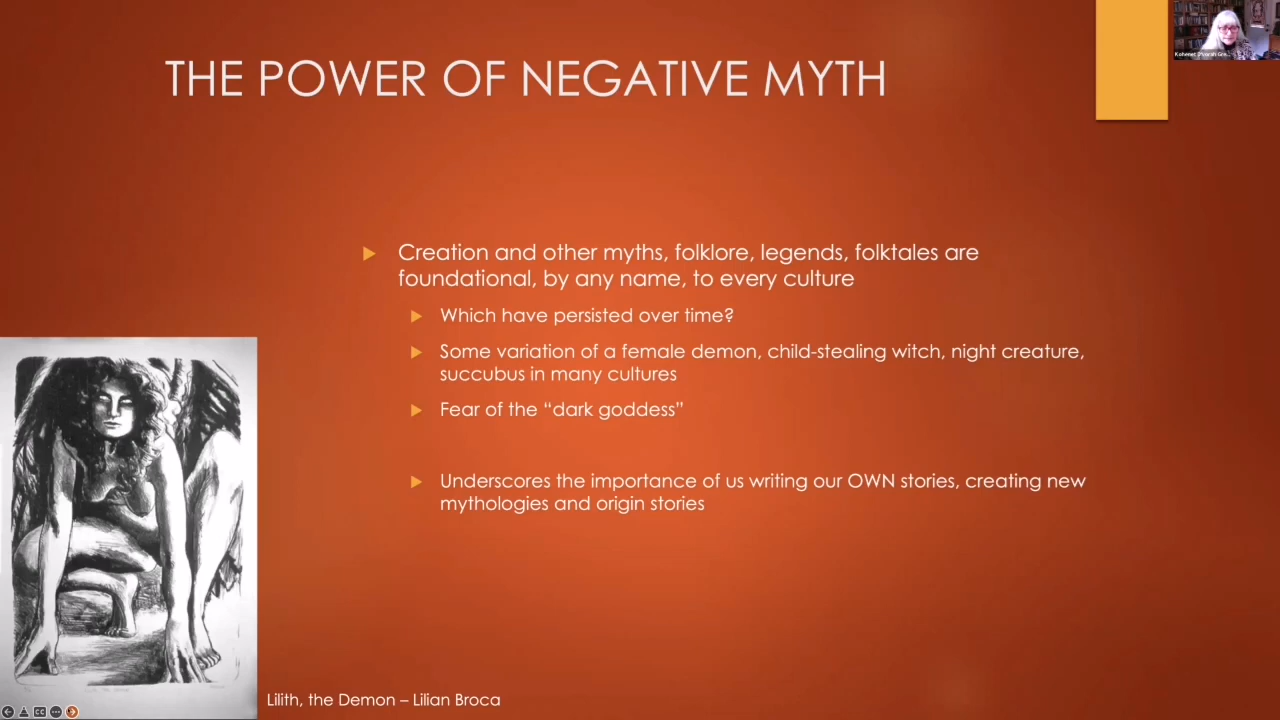 THE POWER OF NEGATIVE MYTH
Creation and other myths, folklore, legends, folktales are
foundational, by any name, to every culture
Which have persisted over time?
Some variation of a female demon, child-stealing witch, night creature,
succubus in many cultures
Fear of the “dark goddess”
Underscores the importance of us writing our OWN stories, creating new
mythologies and origin stories
Lilith, the Demon – Lilian Broca
CC